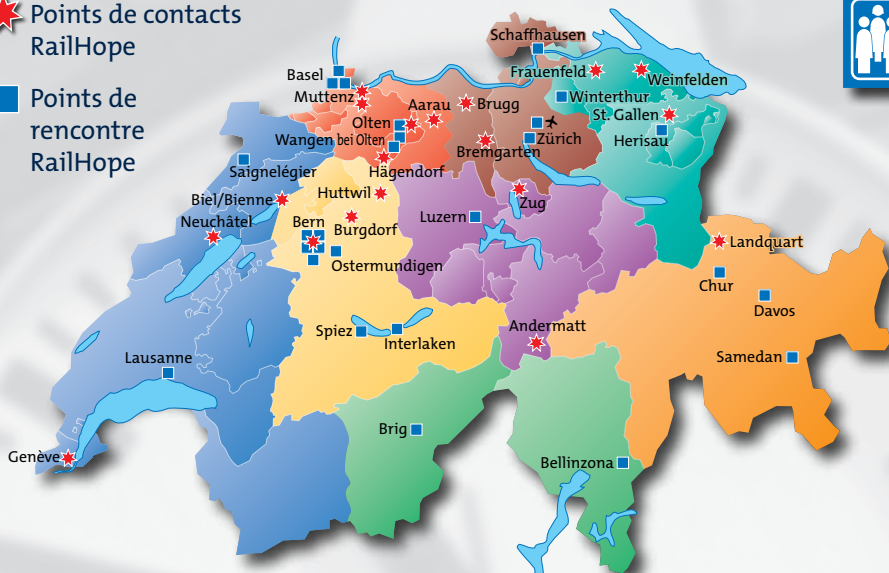 Points de contacts
RailHope
Points de
rencontre
RailHope
Schaffhausen
Basel
Frauenfeld
Weinfelden
Muttenz
Aarau
Brugg
Winterthur
St. Gallen
Olten
Wangen bei Olten
Zürich
Herisau
Bremgarten
Saignelégier
Hägendorf
Biel/Bienne
Huttwil
Zug
Neuchâtel
Bern
Burgdorf
Luzern
Landquart
Ostermundigen
Chur
Davos
Spiez
Interlaken
Andermatt
Lausanne
Samedan
Brig
Genève
Bellinzona